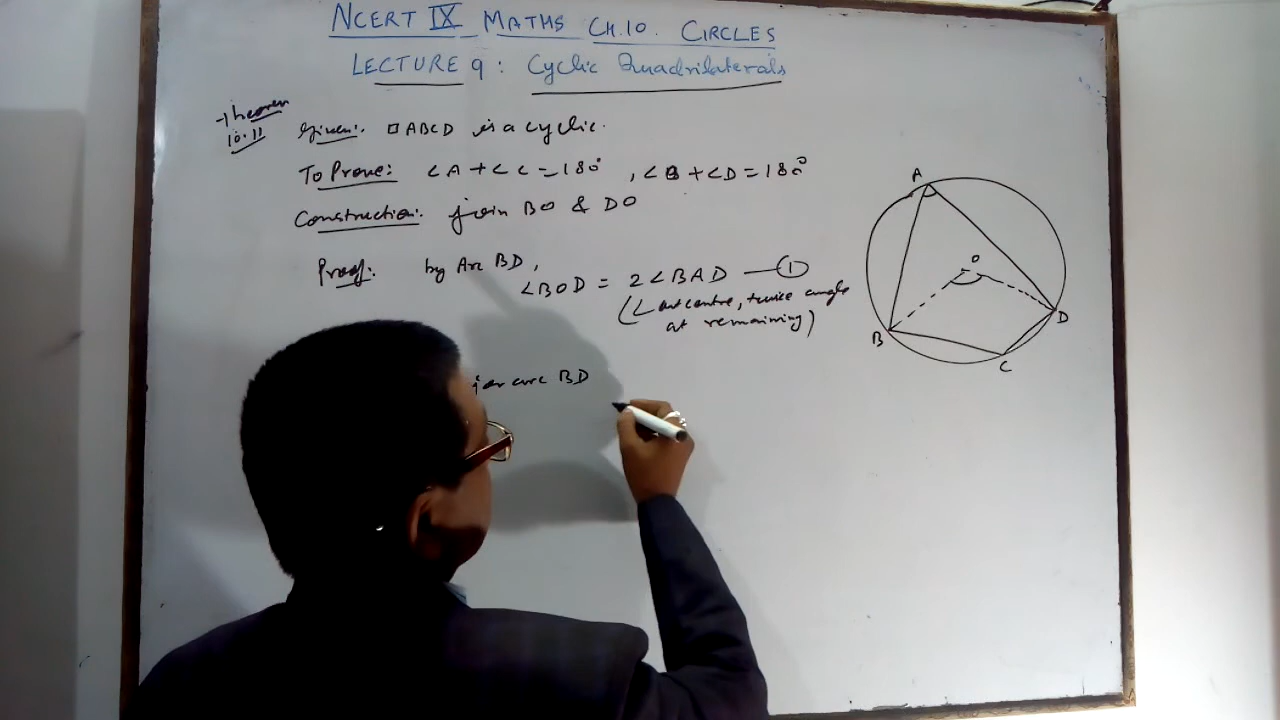 NCERT IX MATHS CH.10. CIRCLES
LECTURE 9: Cyclic Quadrilaterals
Theorem
10.11
Given: □ABCD is a cyclic.
To Prove: ∠A+∠C=180°, ∠B+∠D=180°
Construction: join BO & DO
Proof: by Arc BD,
∠BOD = 2∠BAD —①
(∠ at centre, twice angle
at remaining)
arc BD
A
O
B
D
C